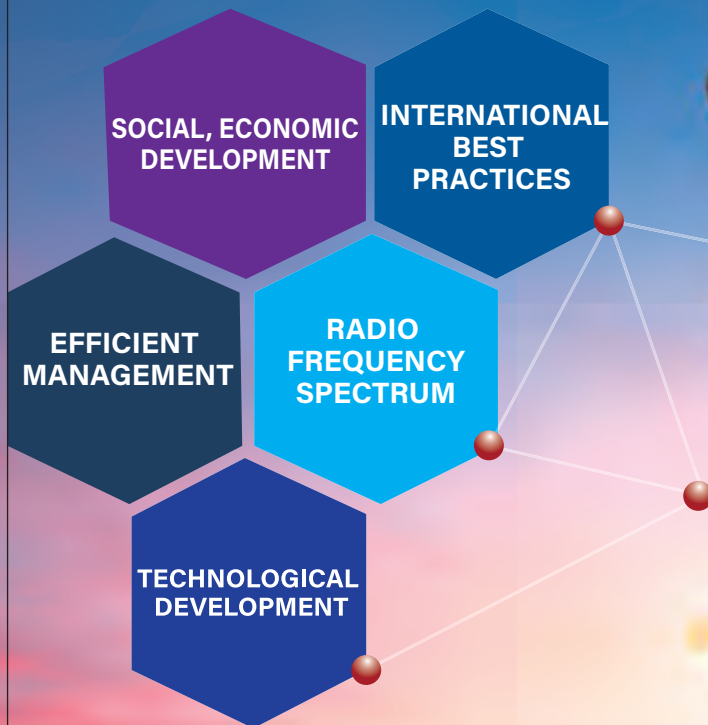 SOCIAL, ECONOMIC
DEVELOPMENT
INTERNATIONAL
BEST
PRACTICES
EFFICIENT
MANAGEMENT
RADIO
FREQUENCY
SPECTRUM
TECHNOLOGICAL
DEVELOPMENT